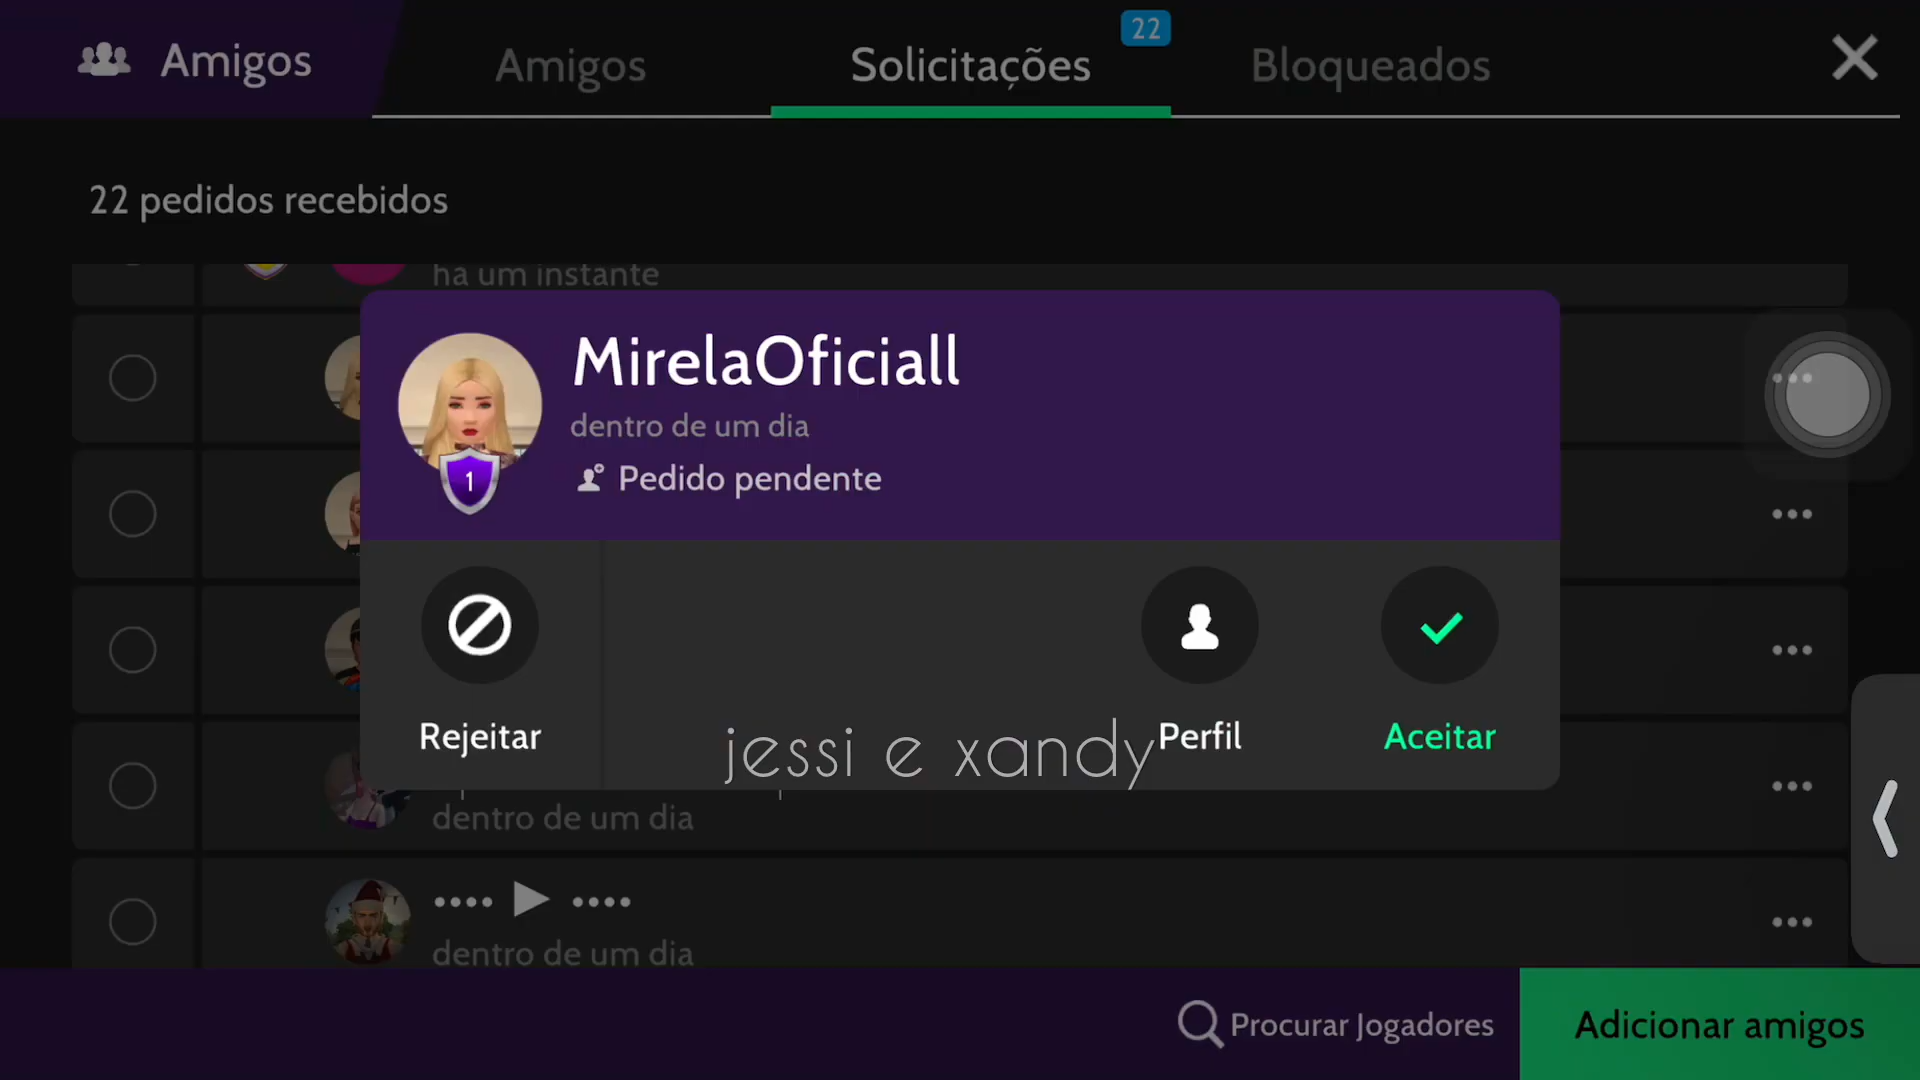 Amigos
Amigos
Solicitações
22
Bloqueados
22 pedidos recebidos
há um instante
MirelaOficiall
dentro de um dia
1
Pedido pendente
Rejeitar
Perfil
Aceitar
jessi e xandy
dentro de um dia
•••• ▶ ••••
dentro de um dia
Procurar Jogadores
Adicionar amigos